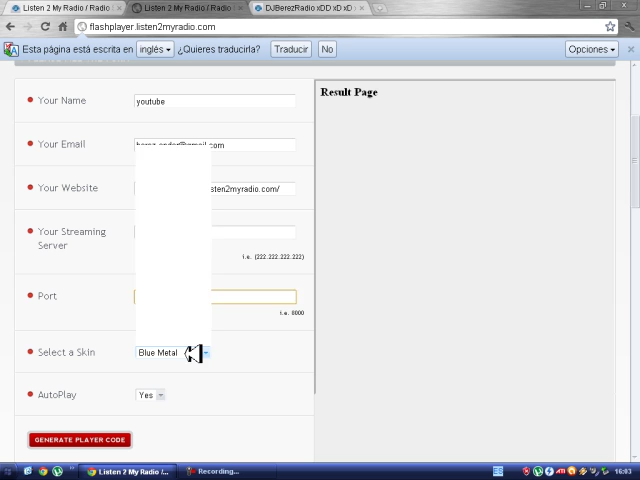 Listen 2 My Radio / Radio :
Listen 2 My Radio / Radio
DJBerezRadio xDD xD xD
flashplayer.listen2myradio.com
Esta página está escrita en inglés ¿Quieres traducirla? Traducir No Opciones
Result Page
Your Name youtube
Your Email
Your Website sten2myradio.com/
Your Streaming Server
i.e. (222.222.222.222)
Port
i.e. 8000
Select a Skin Blue Metal
AutoPlay Yes
GENERATE PLAYER CODE
Listen 2 My Radio /... Recording... 16:03